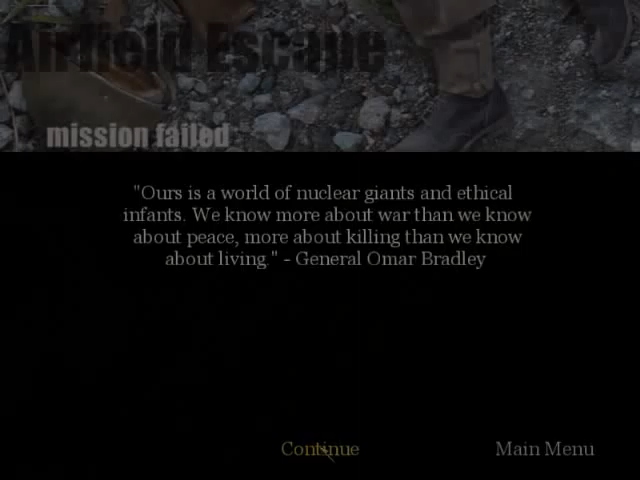 Airfield Escape
mission failed
"Ours is a world of nuclear giants and ethical
infants. We know more about war than we know
about peace, more about killing than we know
about living." - General Omar Bradley
Continue
Main Menu